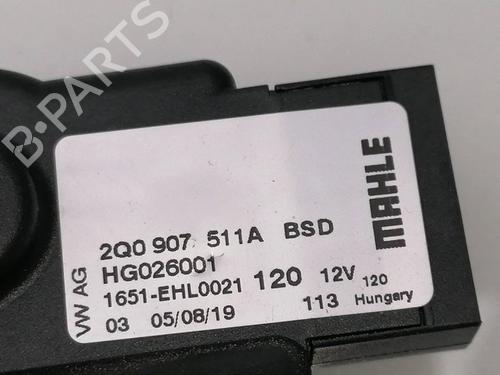 B-PARTS
VW AG
2Q0 907 511A BSD
HG026001
1651-EHL0021 120 12V 120
03 05/08/19 113 Hungary
MAHLE